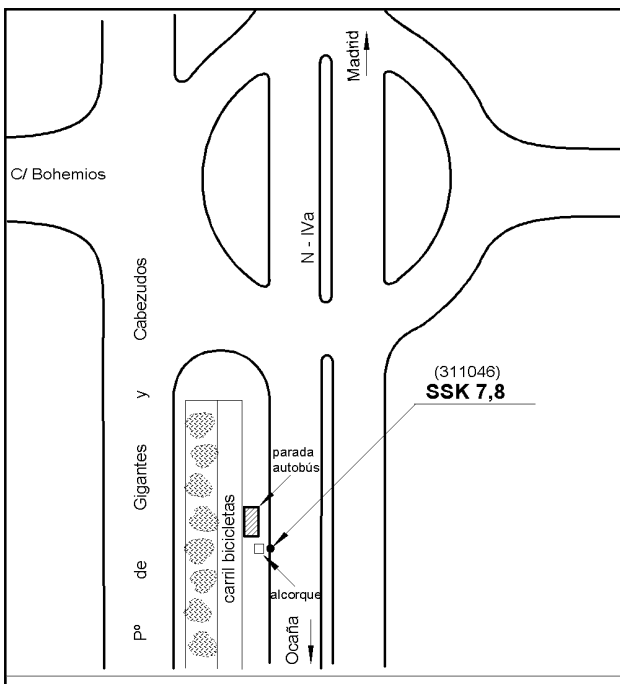 Madrid
C/ Bohemios
N - IVa
Pº de Gigantes y Cabezudos
(311046)
SSK 7,8
parada
autobús
carril bicicletas
alcorque
Ocaña